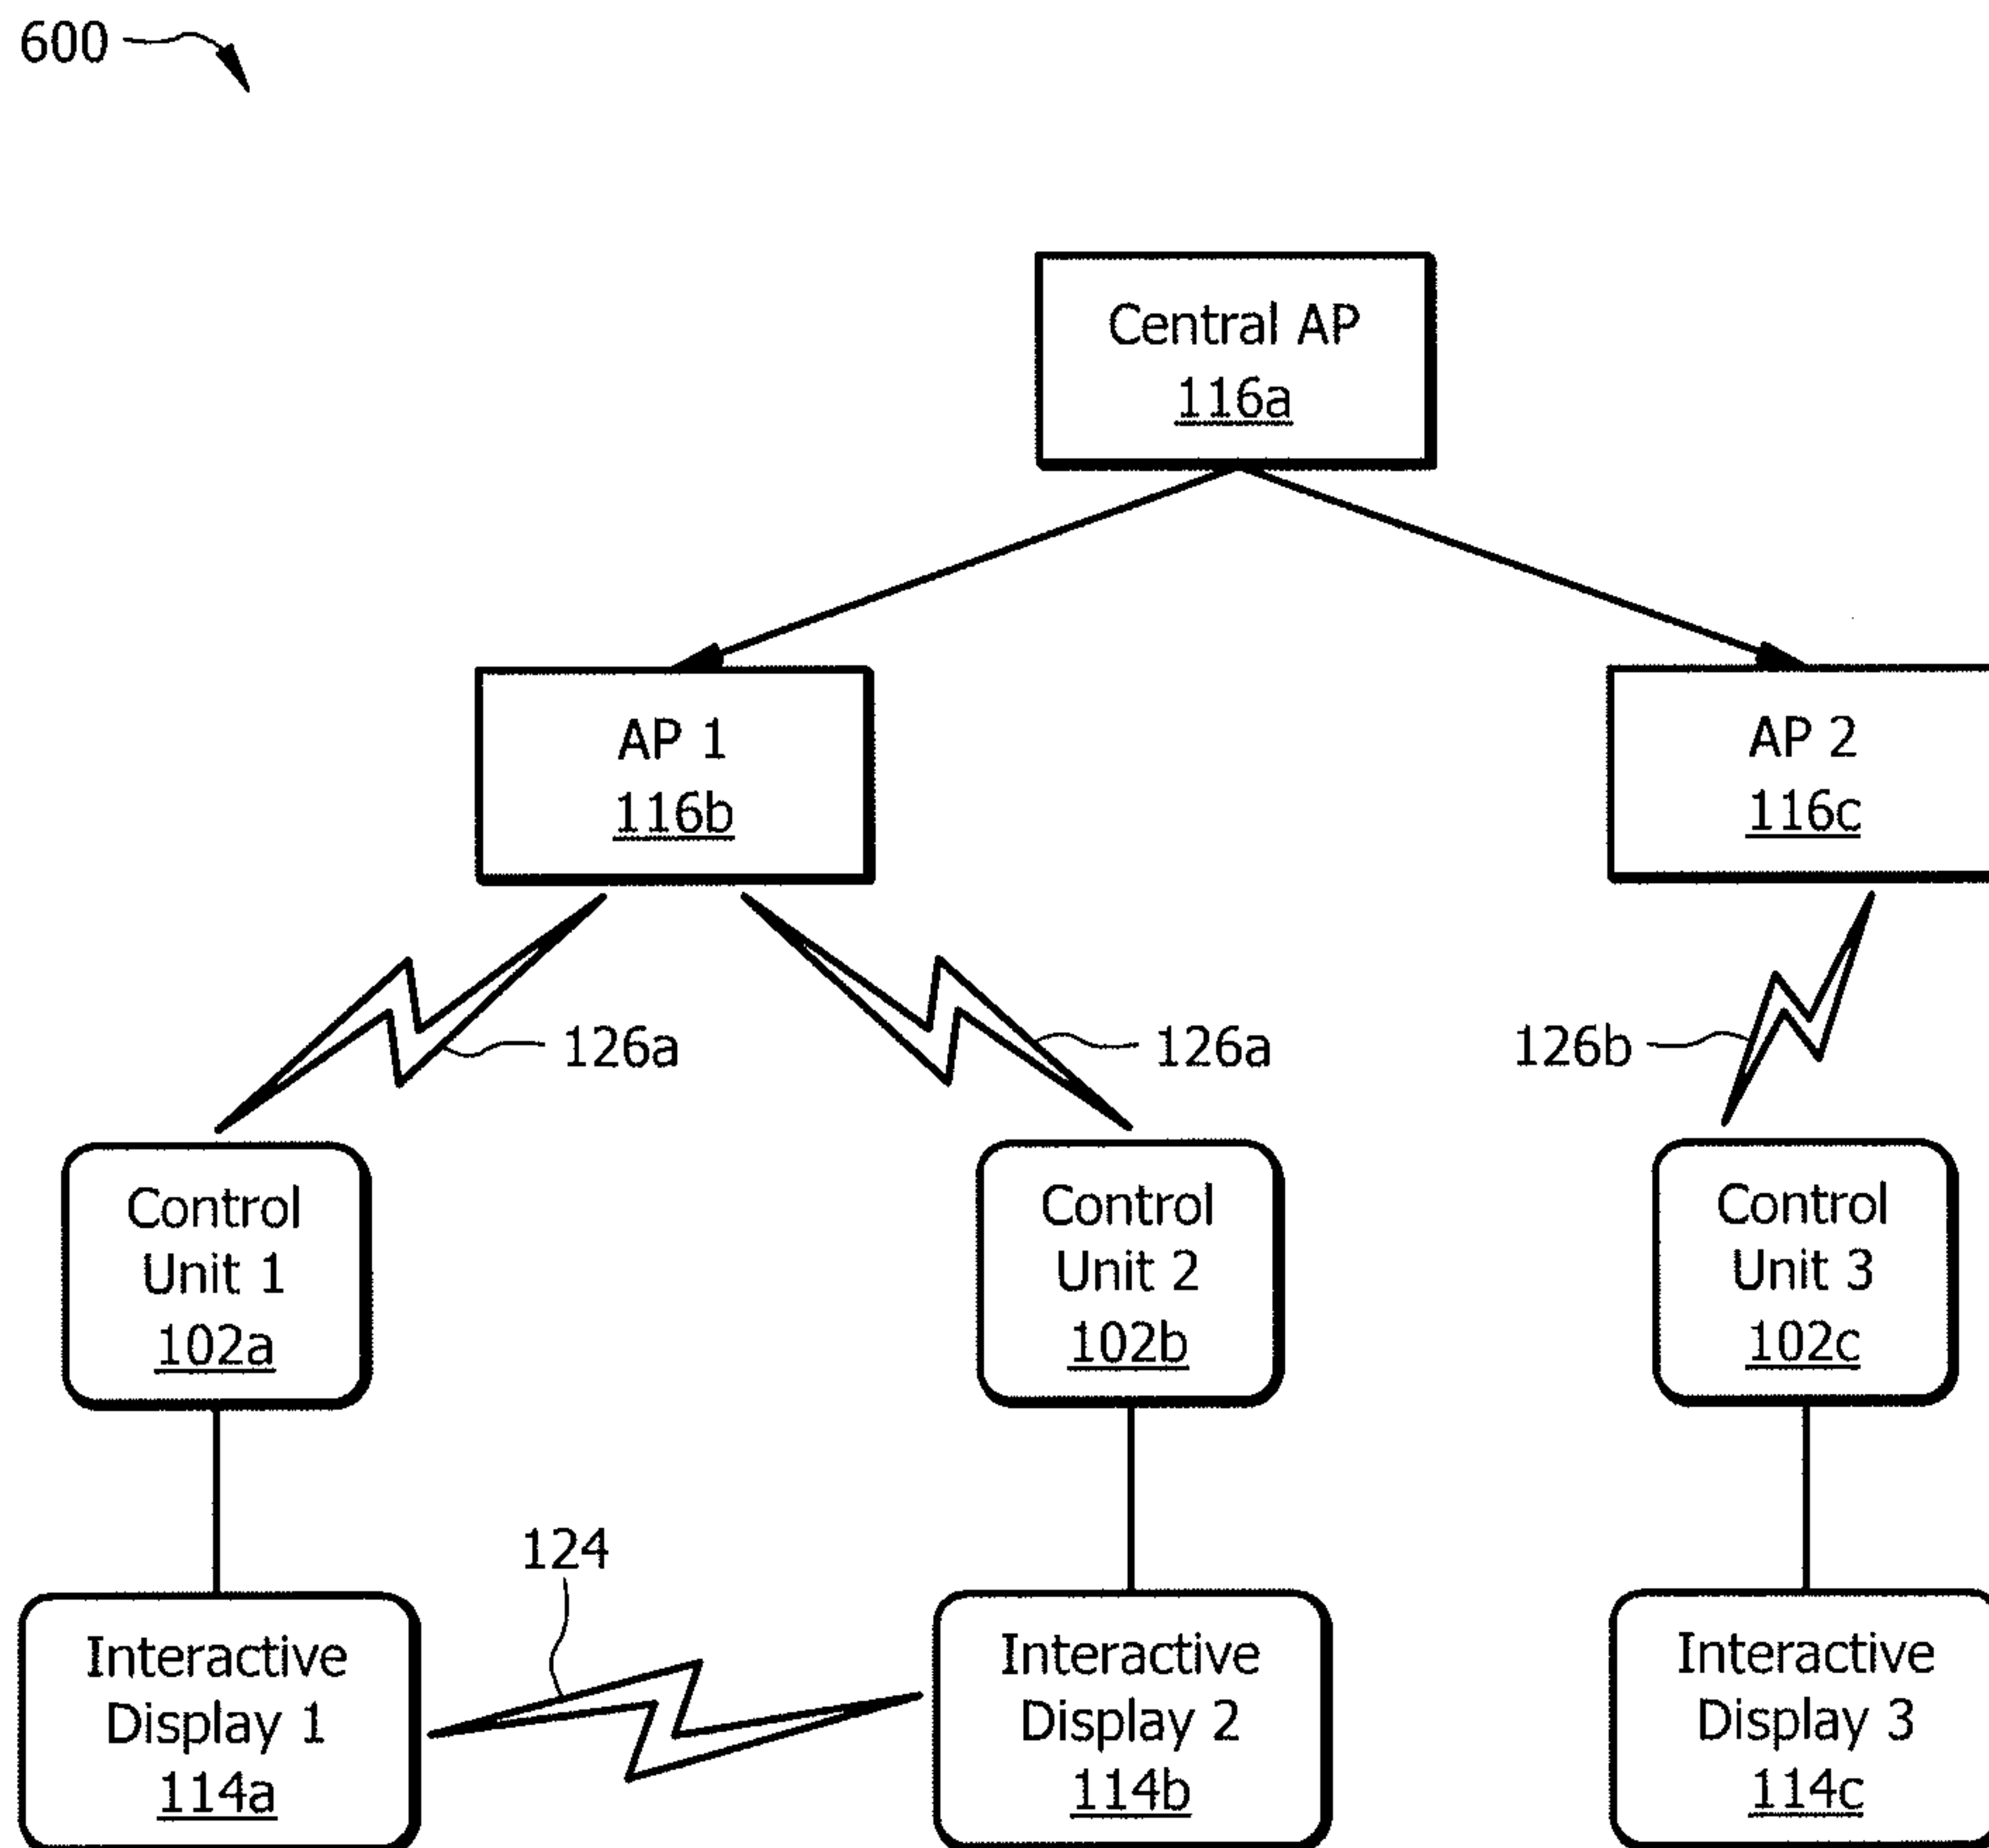 600
Central AP
116a
AP 1
116b
AP 2
116c
126a
126a
126b
Control
Unit 1
102a
Control
Unit 2
102b
Control
Unit 3
102c
124
Interactive
Display 1
114a
Interactive
Display 2
114b
Interactive
Display 3
114c